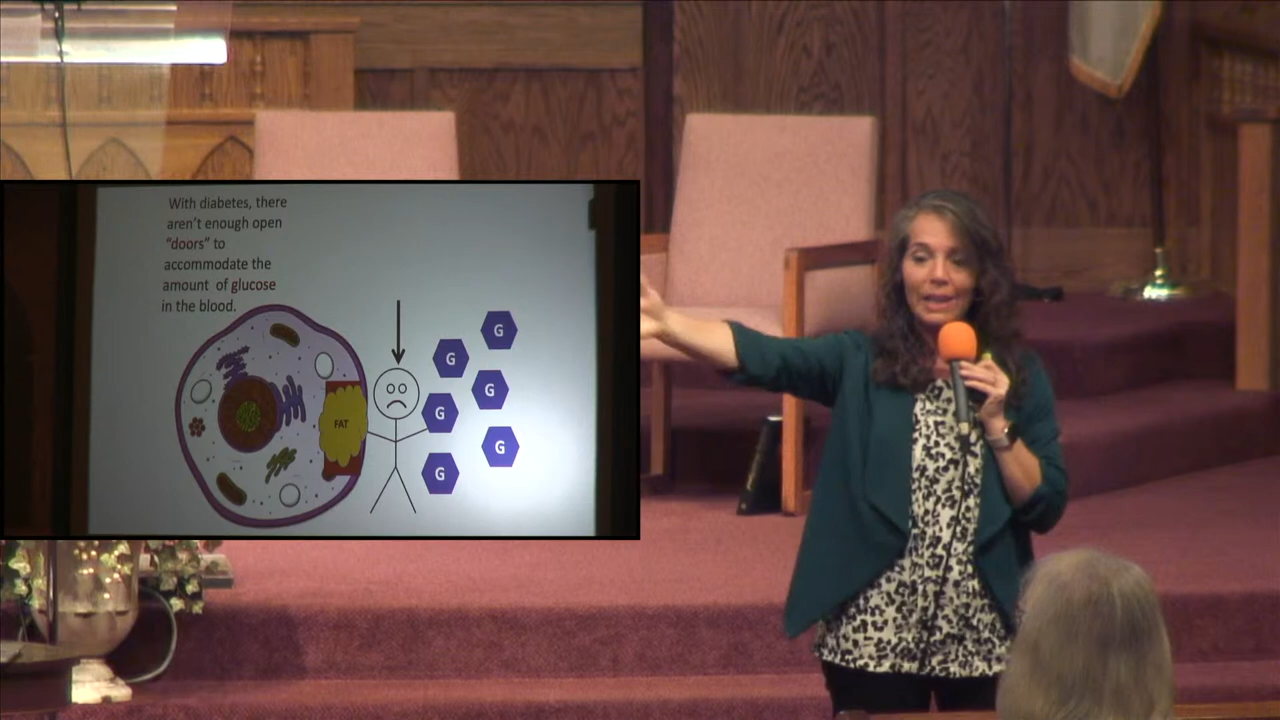 With diabetes, there
aren't enough open
"doors" to
accommodate the
amount of glucose
in the blood.
G
G
G
FAT
G
G
G